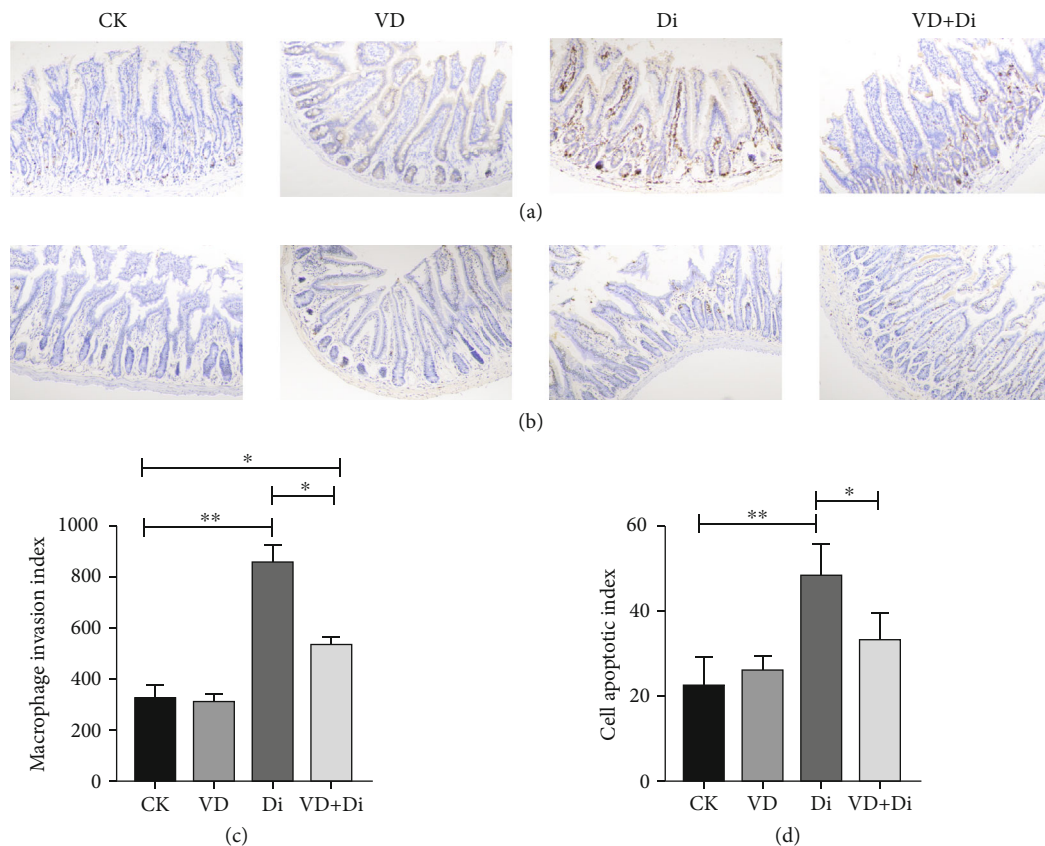 CK VD Di VD+Di
(a)
(b)
*
*
**
1000
800
600
400
200
0
Macrophage invasion index
CK VD Di VD+Di
(c)
*
**
60
40
20
0
Cell apoptotic index
CK VD Di VD+Di
(d)